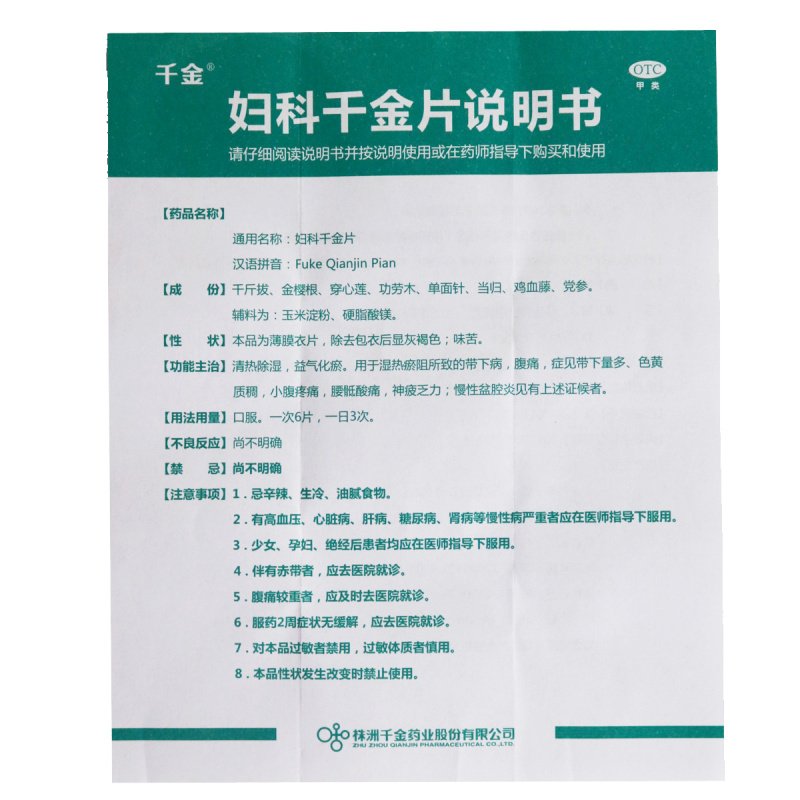 千金®
OTC
甲类
妇科千金片说明书
请仔细阅读说明书并按说明使用或在药师指导下购买和使用
【药品名称】
通用名称：妇科千金片
汉语拼音：Fuke Qianjin Pian
【成　份】千斤拔、金樱根、穿心莲、功劳木、单面针、当归、鸡血藤、党参。
辅料为：玉米淀粉、硬脂酸镁。
【性　状】本品为薄膜衣片，除去包衣后显灰褐色；味苦。
【功能主治】清热除湿，益气化瘀。用于湿热瘀阻所致的带下病，腹痛，症见带下量多、色黄
质稠，小腹疼痛，腰骶酸痛，神疲乏力；慢性盆腔炎见有上述证候者。
【用法用量】口服。一次6片，一日3次。
【不良反应】尚不明确
【禁　忌】尚不明确
【注意事项】1．忌辛辣、生冷、油腻食物。
2．有高血压、心脏病、肝病、糖尿病、肾病等慢性病严重者应在医师指导下服用。
3．少女、孕妇、绝经后患者均应在医师指导下服用。
4．伴有赤带者，应去医院就诊。
5．腹痛较重者，应及时去医院就诊。
6．服药2周症状无缓解，应去医院就诊。
7．对本品过敏者禁用，过敏体质者慎用。
8．本品性状发生改变时禁止使用。
株洲千金药业股份有限公司
ZHU ZHOU QIANJIN PHARMACEUTICAL CO.,LTD.